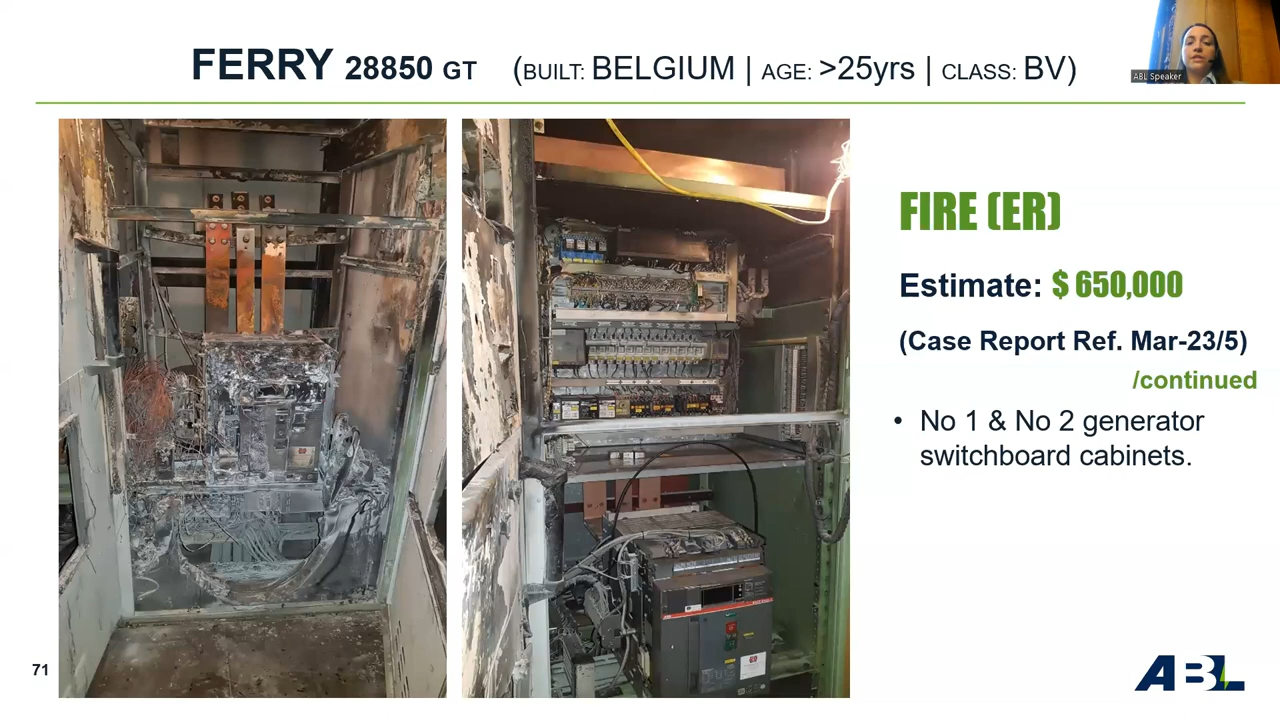 FERRY 28850 GT (BUILT: BELGIUM | AGE: >25yrs | CLASS: BV)
ABL Speaker
FIRE (ER)
Estimate: $ 650,000
(Case Report Ref. Mar-23/5)
/continued
• No 1 & No 2 generator
switchboard cabinets.
71
ABL